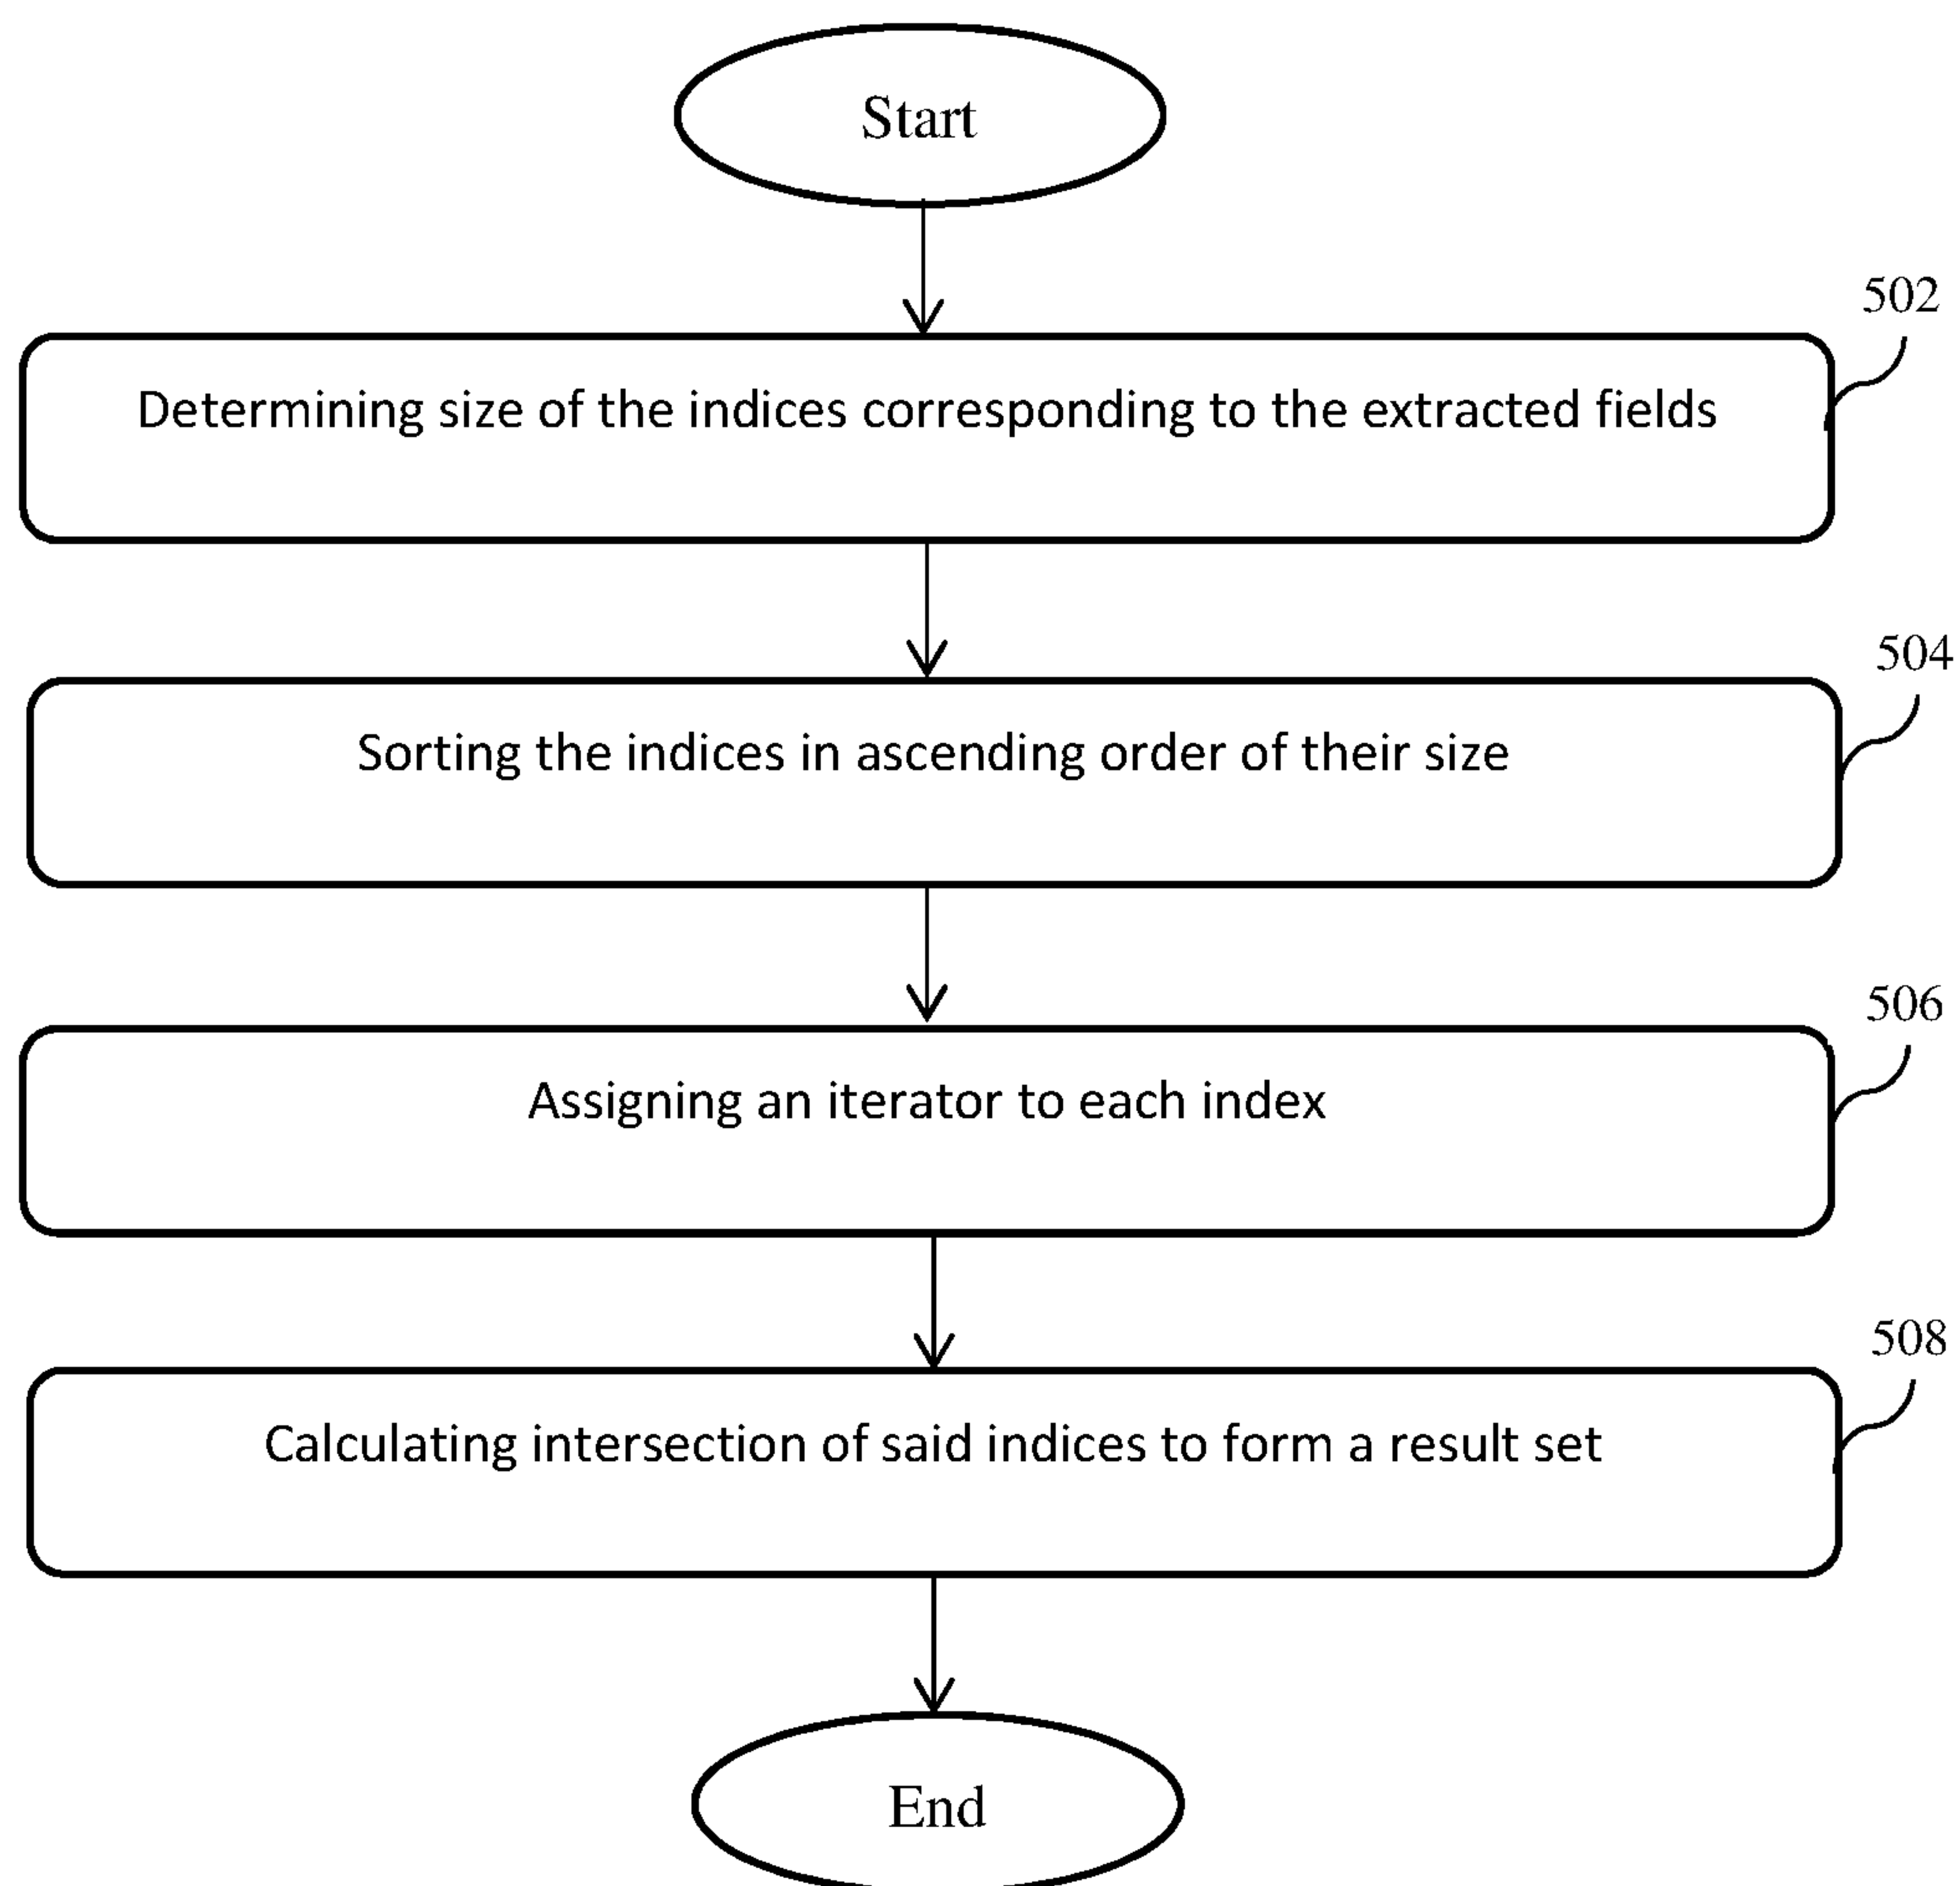 Start
502
Determining size of the indices corresponding to the extracted fields
504
Sorting the indices in ascending order of their size
506
Assigning an iterator to each index
508
Calculating intersection of said indices to form a result set
End